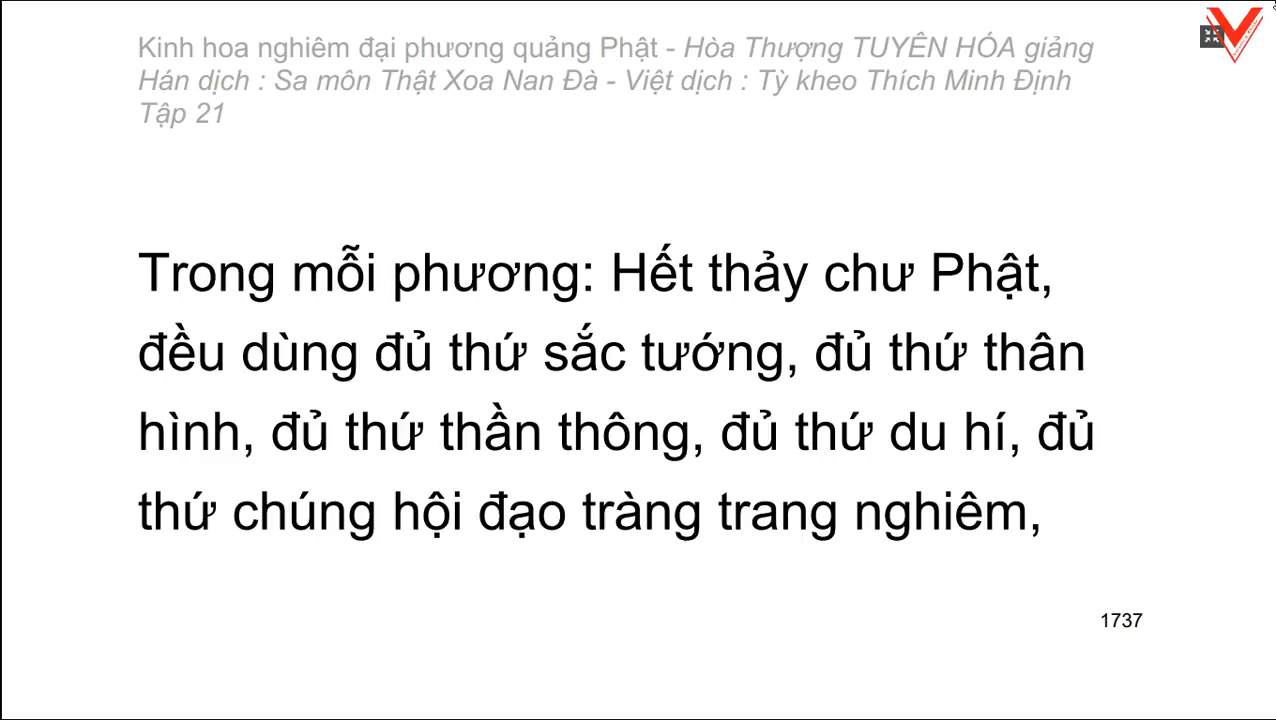 Kinh hoa nghiêm đại phương quảng Phật - Hòa Thượng TUYÊN HÓA giảng
Hán dịch : Sa môn Thật Xoa Nan Đà - Việt dịch : Tỳ kheo Thích Minh Định
Tập 21
Trong mỗi phương: Hết thảy chư Phật,
đều dùng đủ thứ sắc tướng, đủ thứ thân
hình, đủ thứ thần thông, đủ thứ du hí, đủ
thứ chúng hội đạo tràng trang nghiêm,
1737